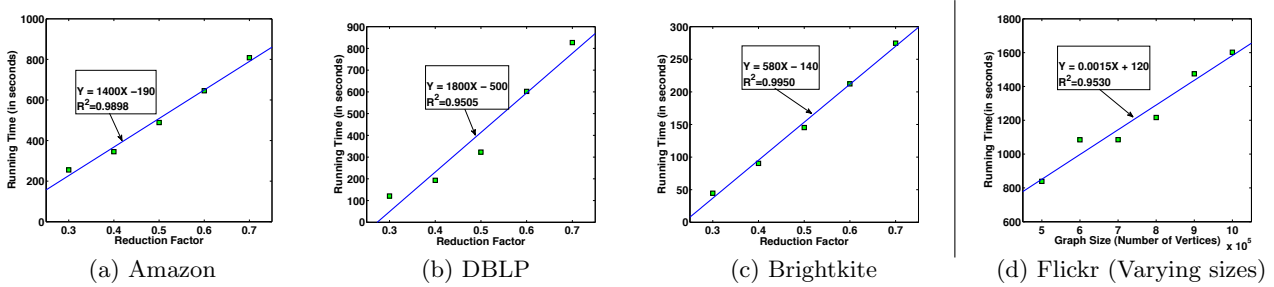 1000
800
600
400
200
0
Running Time (in seconds)
Y = 1400X −190
R²=0.9898
0.3 0.4 0.5 0.6 0.7
Reduction Factor
(a) Amazon
900
800
700
600
500
400
300
200
100
0
Running Time (in seconds)
Y = 1800X −500
R²=0.9505
0.3 0.4 0.5 0.6 0.7
Reduction Factor
(b) DBLP
300
250
200
150
100
50
0
Running Time (in seconds)
Y = 580X − 140
R²=0.9950
0.3 0.4 0.5 0.6 0.7
Reduction Factor
(c) Brightkite
1800
1600
1400
1200
1000
800
600
Running Time(in seconds)
Y = 0.0015X + 120
R²=0.9530
5 6 7 8 9 10
Graph Size (Number of Vertices) x 10⁵
(d) Flickr (Varying sizes)